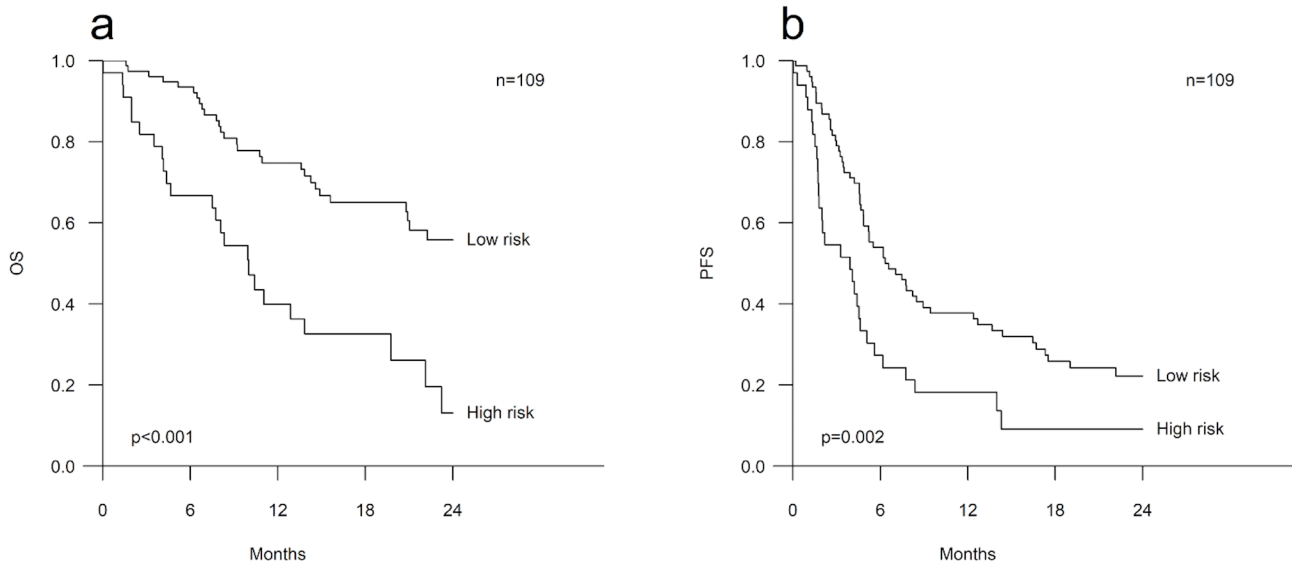 a
1.0
0.8
0.6
0.4
0.2
0.0
OS
n=109
Low risk
High risk
p<0.001
0 6 12 18 24
Months
b
1.0
0.8
0.6
0.4
0.2
0.0
PFS
n=109
Low risk
High risk
p=0.002
0 6 12 18 24
Months